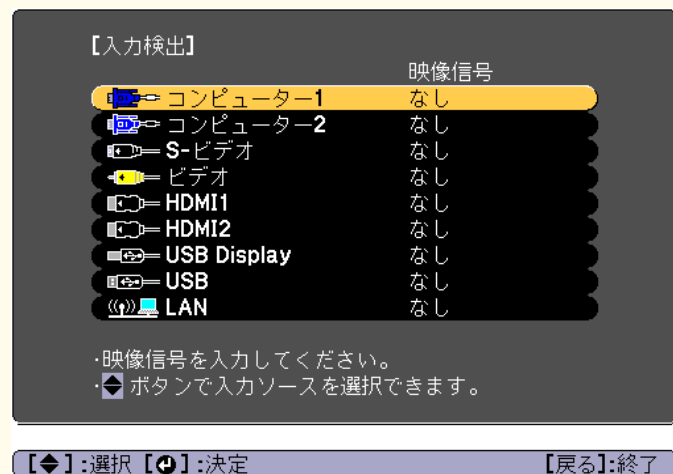 【入力検出】
映像信号
コンピューター1 なし
コンピューター2 なし
S-ビデオ なし
ビデオ なし
HDMI1 なし
HDMI2 なし
USB Display なし
USB なし
LAN なし
・映像信号を入力してください。
・ボタンで入力ソースを選択できます。
【◆】:選択 【↵】:決定 【戻る】:終了